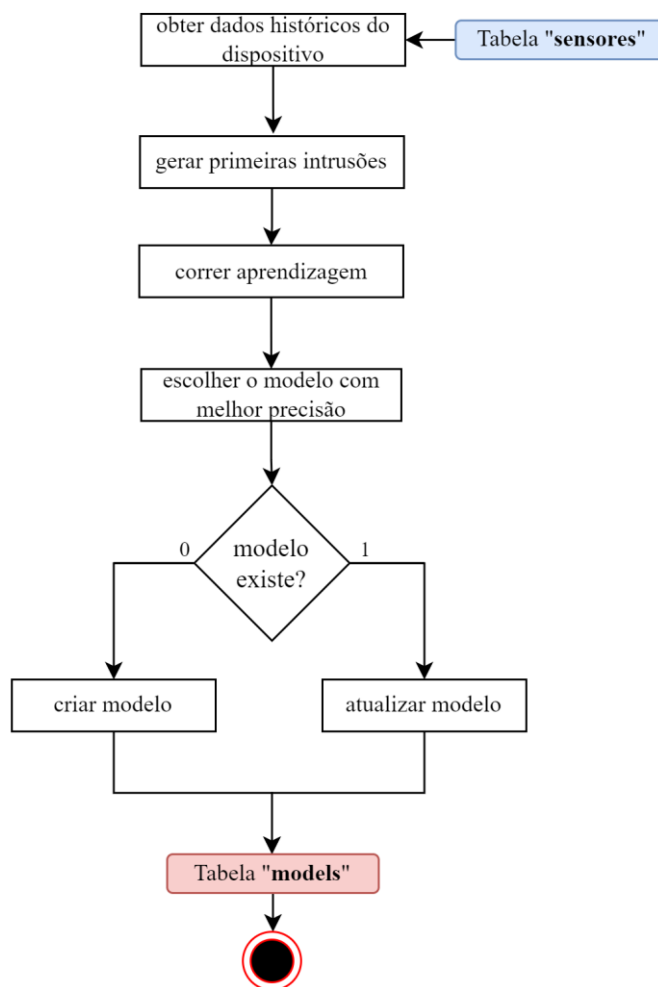 obter dados históricos do
dispositivo
Tabela "sensores"
gerar primeiras intrusões
correr aprendizagem
escolher o modelo com
melhor precisão
0
modelo
existe?
1
criar modelo
atualizar modelo
Tabela "models"